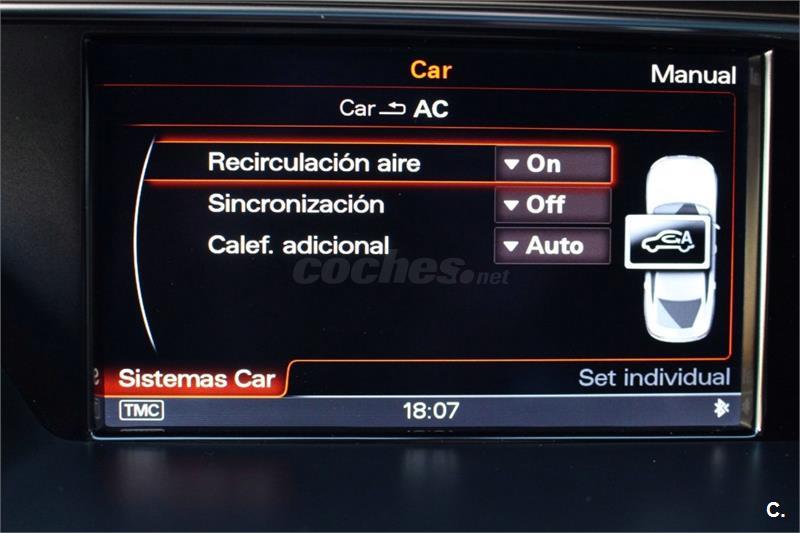 Car
Manual
Car AC
Recirculación aire On
Sincronización Off
Calef. adicional Auto
A
coches.net
Sistemas Car
Set individual
TMC
18:07
C.